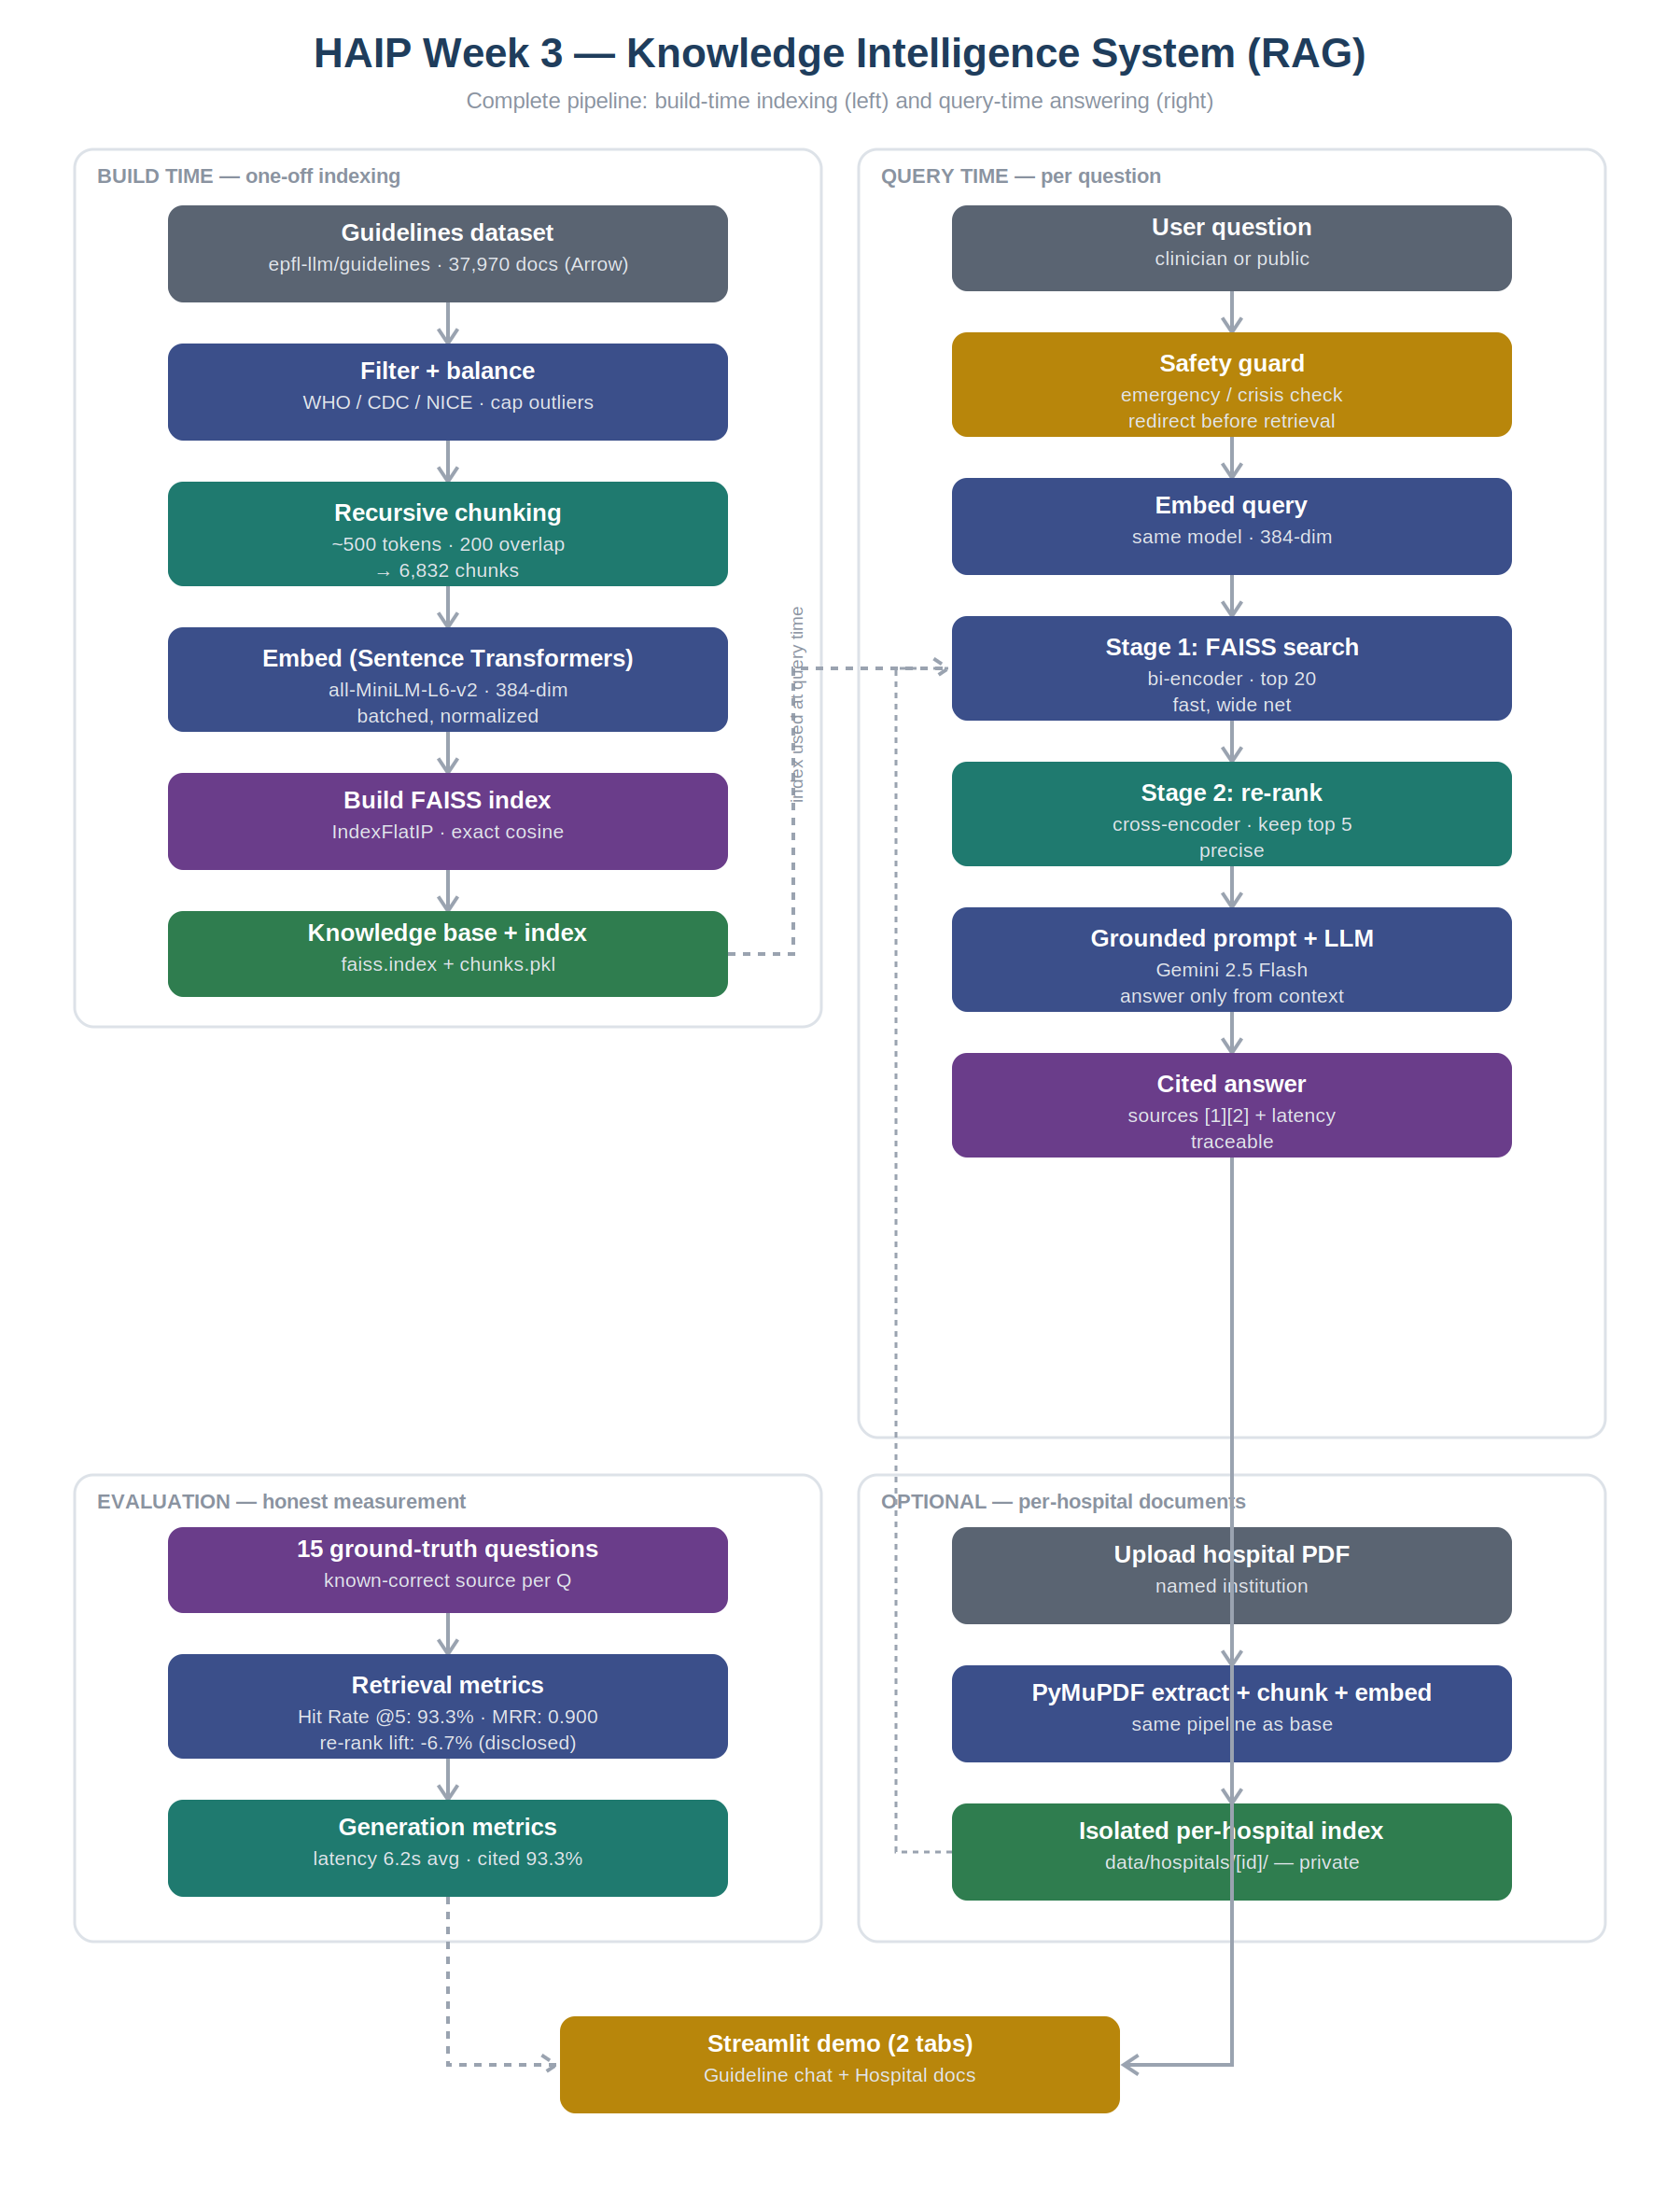 HAIP Week 3 — Knowledge Intelligence System (RAG)
Complete pipeline: build-time indexing (left) and query-time answering (right)
BUILD TIME — one-off indexing
Guidelines dataset
epfl-llm/guidelines · 37,970 docs (Arrow)
Filter + balance
WHO / CDC / NICE · cap outliers
Recursive chunking
~500 tokens · 200 overlap
→ 6,832 chunks
Embed (Sentence Transformers)
all-MiniLM-L6-v2 · 384-dim
batched, normalized
Build FAISS index
IndexFlatIP · exact cosine
Knowledge base + index
faiss.index + chunks.pkl
index used at query time
QUERY TIME — per question
User question
clinician or public
Safety guard
emergency / crisis check
redirect before retrieval
Embed query
same model · 384-dim
Stage 1: FAISS search
bi-encoder · top 20
fast, wide net
Stage 2: re-rank
cross-encoder · keep top 5
precise
Grounded prompt + LLM
Gemini 2.5 Flash
answer only from context
Cited answer
sources [1][2] + latency
traceable
EVALUATION — honest measurement
15 ground-truth questions
known-correct source per Q
Retrieval metrics
Hit Rate @5: 93.3% · MRR: 0.900
re-rank lift: -6.7% (disclosed)
Generation metrics
latency 6.2s avg · cited 93.3%
OPTIONAL — per-hospital documents
Upload hospital PDF
named institution
PyMuPDF extract + chunk + embed
same pipeline as base
Isolated per-hospital index
data/hospitals/[id]/ — private
Streamlit demo (2 tabs)
Guideline chat + Hospital docs